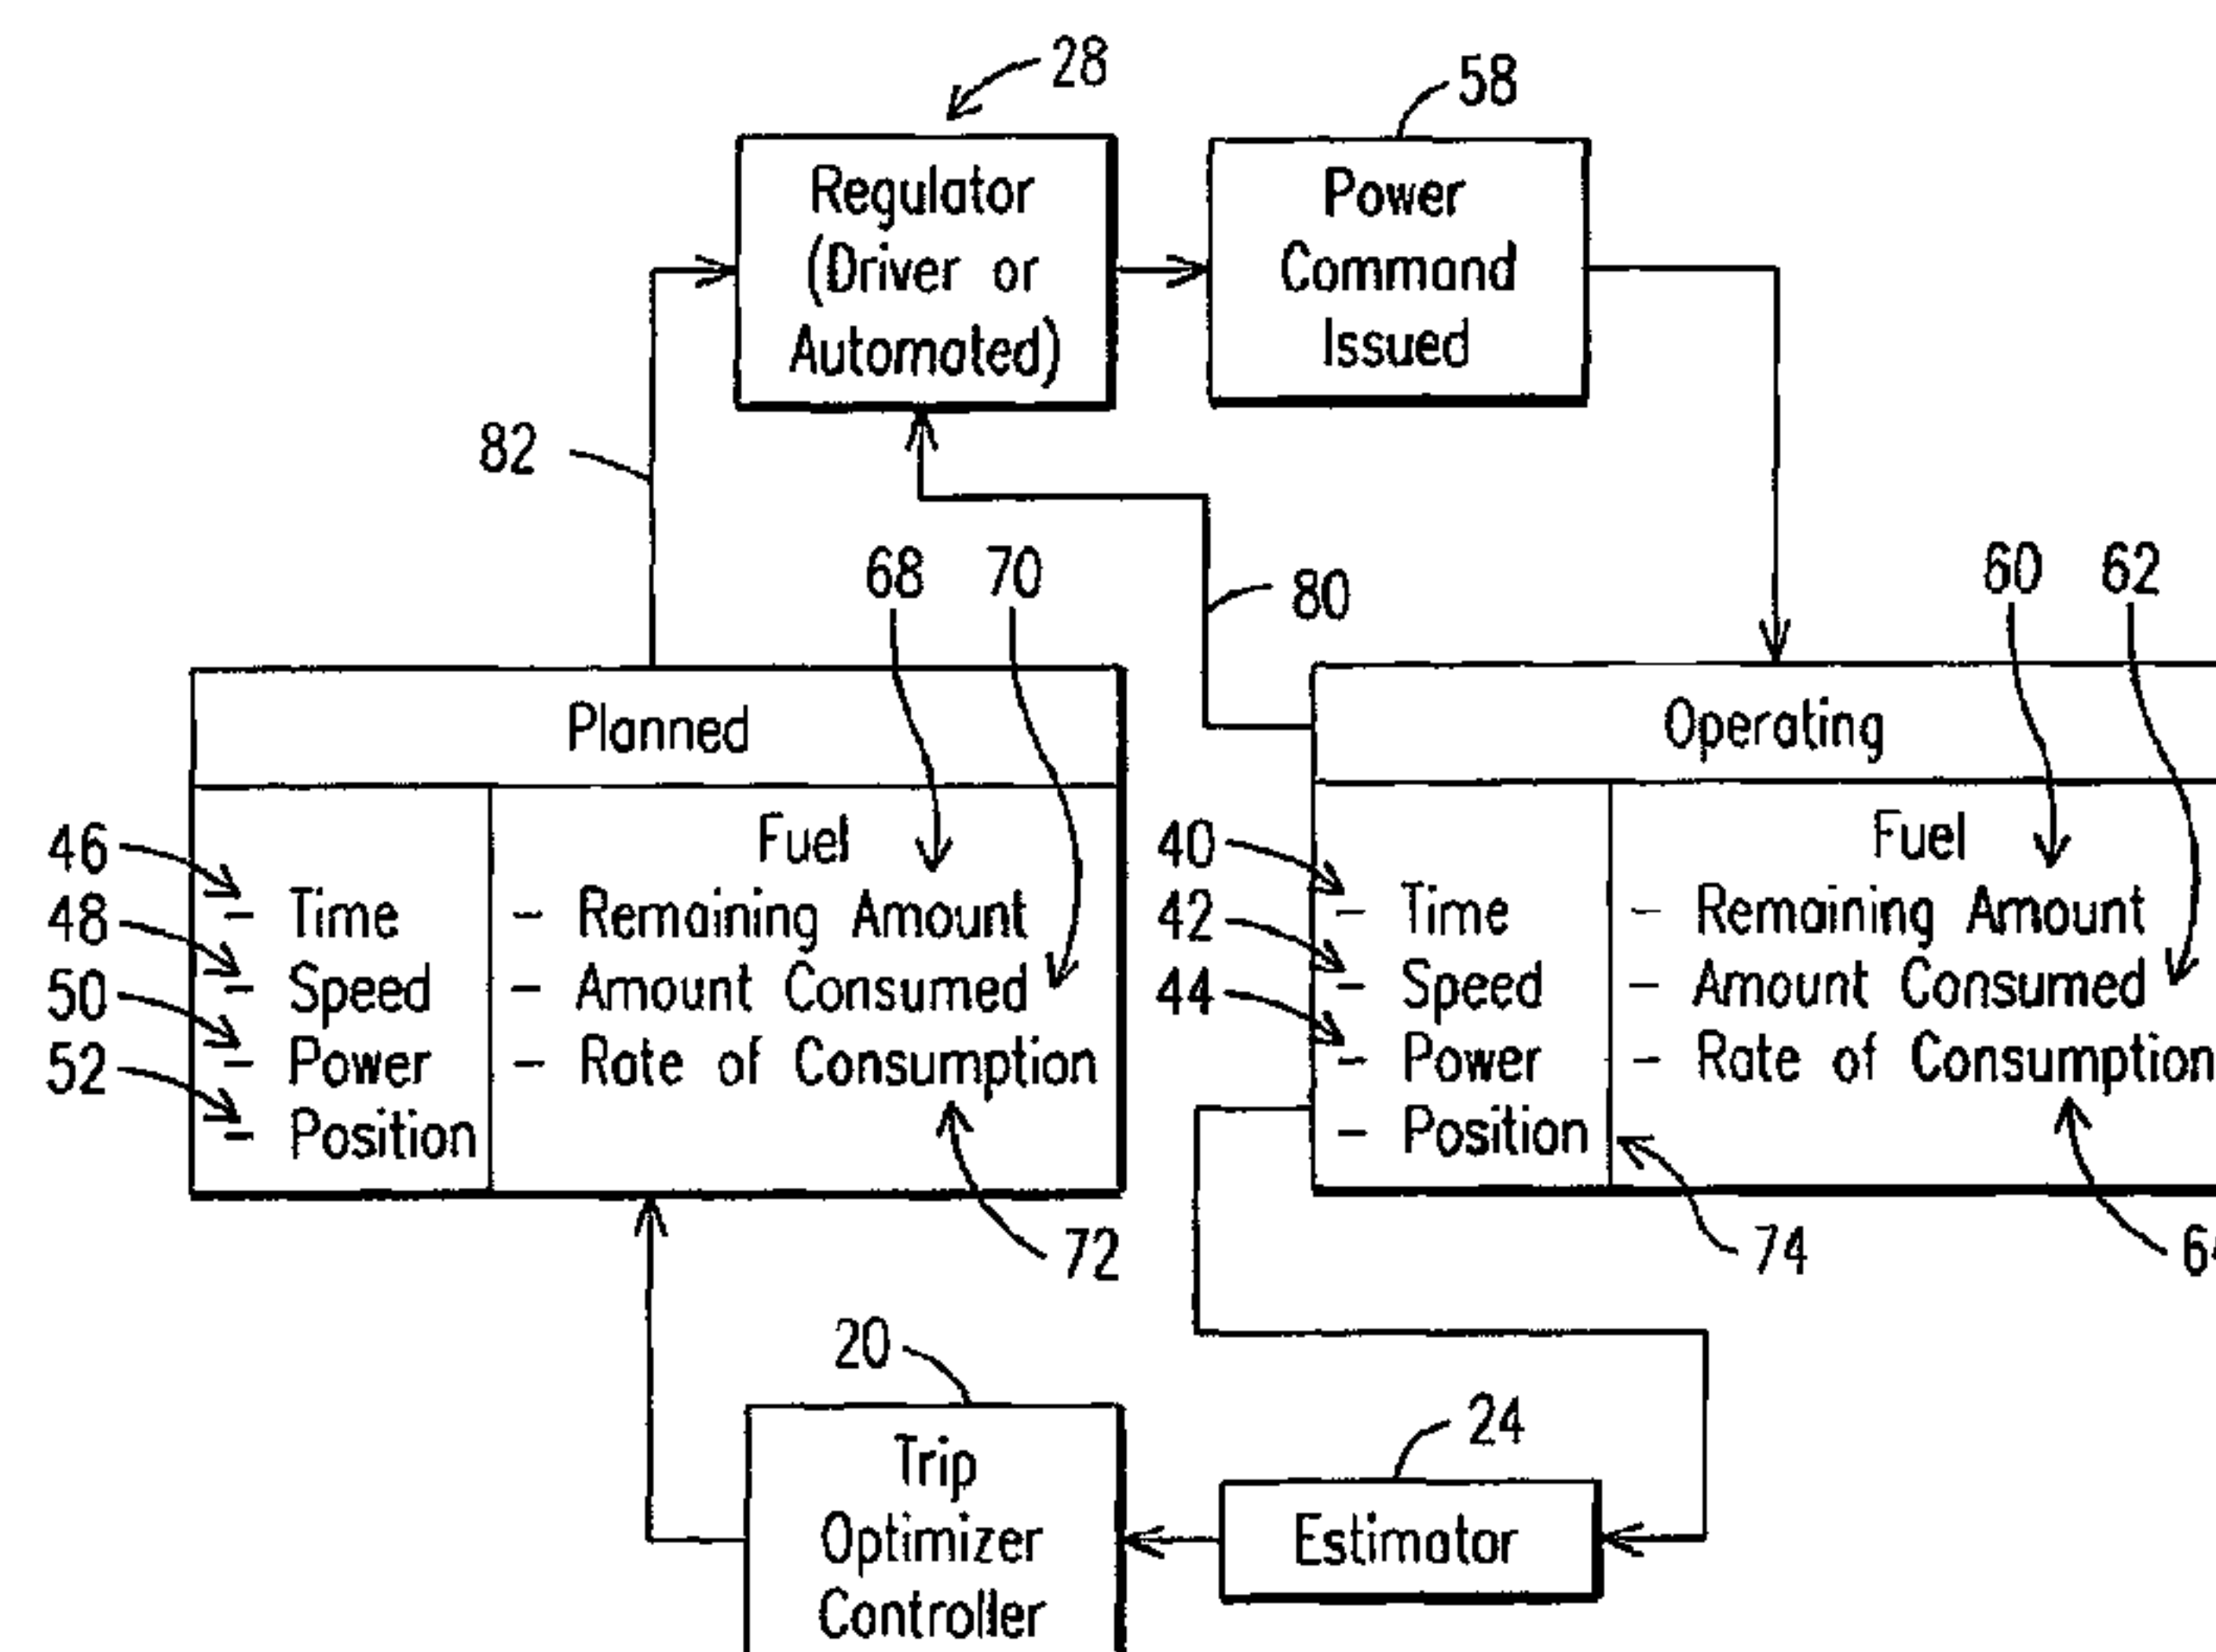 28
58
Regulator
(Driver or
Automated)
Power
Command
Issued
82
80
68
70
60
62
Planned
Operating
46
48
50
52
- Time
- Speed
- Power
- Position
Fuel
- Remaining Amount
- Amount Consumed
- Rate of Consumption
72
40
42
44
- Time
- Speed
- Power
- Position
Fuel
- Remaining Amount
- Amount Consumed
- Rate of Consumption
74
20
24
Trip
Optimizer
Controller
Estimator